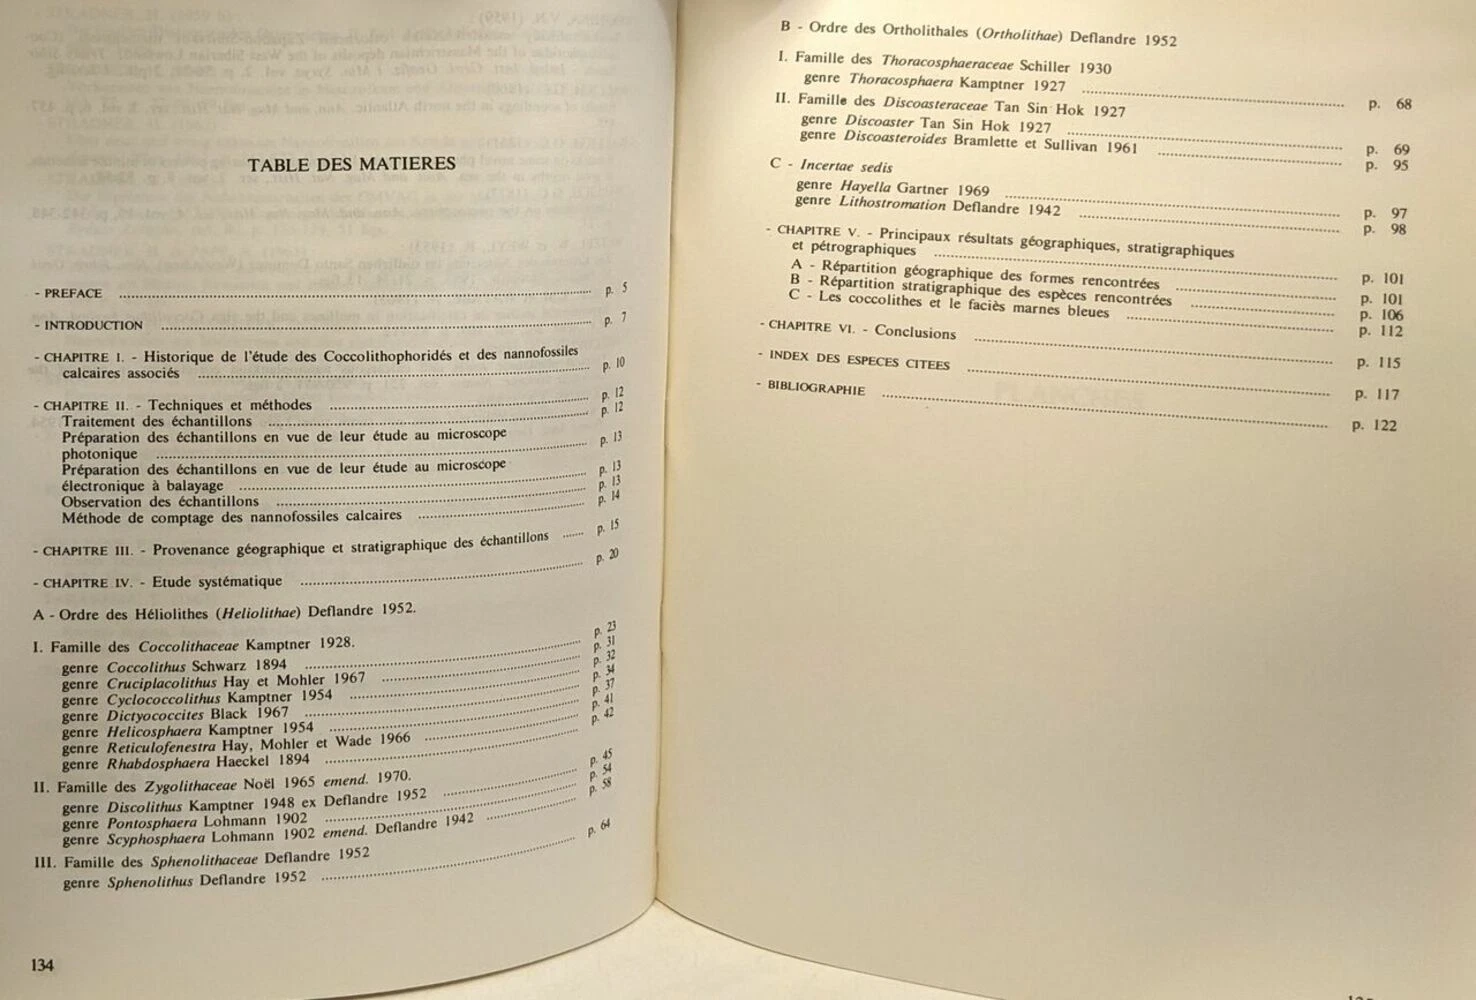 TABLE DES MATIERES
- PREFACE ........ p. 5
- INTRODUCTION ........ p. 7
- CHAPITRE I. - Historique de l'étude des Coccolithophoridés et des nannofossiles
calcaires associés ........ p. 10
- CHAPITRE II. - Techniques et méthodes ........ p. 12
Traitement des échantillons ........ p. 12
Préparation des échantillons en vue de leur étude au microscope
photonique ........ p. 13
Préparation des échantillons en vue de leur étude au microscope
électronique à balayage ........ p. 13
Observation des échantillons ........ p. 13
Méthode de comptage des nannofossiles calcaires ........ p. 14
- CHAPITRE III. - Provenance géographique et stratigraphique des échantillons ........ p. 15
- CHAPITRE IV. - Etude systématique ........ p. 20
A - Ordre des Héliolithes (Heliolithae) Deflandre 1952.
I. Famille des Coccolithaceae Kamptner 1928.
genre Coccolithus Schwarz 1894 ........ p. 23
genre Cruciplacolithus Hay et Mohler 1967 ........ p. 31
genre Cyclococcolithus Kamptner 1954 ........ p. 32
genre Dictyococcites Black 1967 ........ p. 34
genre Helicosphaera Kamptner 1954 ........ p. 37
genre Reticulofenestra Hay, Mohler et Wade 1966 ........ p. 41
genre Rhabdosphaera Haeckel 1894 ........ p. 42
II. Famille des Zygolithaceae Noël 1965 emend. 1970.
genre Discolithus Kamptner 1948 ex Deflandre 1952 ........ p. 45
genre Pontosphaera Lohmann 1902 ........ p. 54
genre Scyphosphaera Lohmann 1902 emend. Deflandre 1942 ........ p. 58
III. Famille des Sphenolithaceae Deflandre 1952
genre Sphenolithus Deflandre 1952 ........ p. 64
134
B - Ordre des Ortholithales (Ortholithae) Deflandre 1952
I. Famille des Thoracosphaeraceae Schiller 1930
genre Thoracosphaera Kamptner 1927 ........ p. 68
II. Famille des Discoasteraceae Tan Sin Hok 1927
genre Discoaster Tan Sin Hok 1927 ........ p. 69
genre Discoasteroides Bramlette et Sullivan 1961 ........ p. 95
C - Incertae sedis
genre Hayella Gartner 1969 ........ p. 97
genre Lithostromation Deflandre 1942 ........ p. 98
- CHAPITRE V. - Principaux résultats géographiques, stratigraphiques
et pétrographiques ........ p. 101
A - Répartition géographique des formes rencontrées ........ p. 101
B - Répartition stratigraphique des espèces rencontrées ........ p. 106
C - Les coccolithes et le faciès marnes bleues ........ p. 112
- CHAPITRE VI. - Conclusions ........ p. 115
- INDEX DES ESPECES CITEES ........ p. 117
- BIBLIOGRAPHIE ........ p. 122